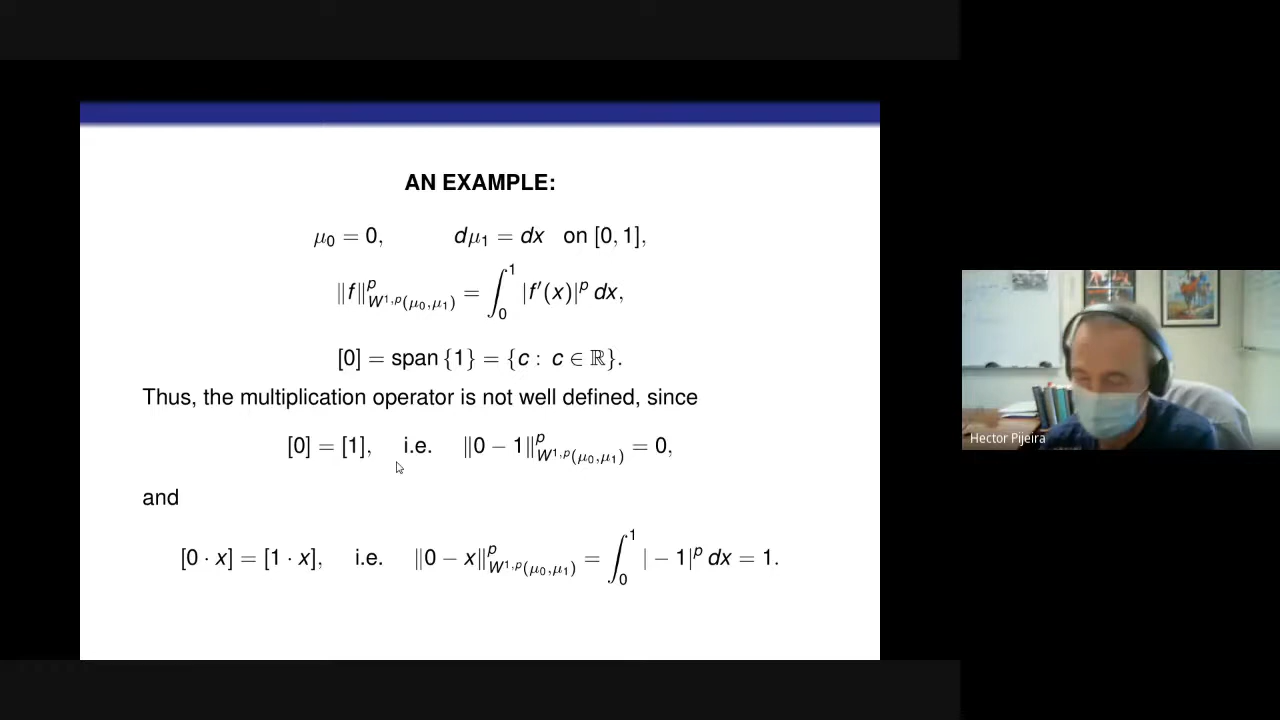 AN EXAMPLE:
μ₀ = 0, dμ₁ = dx on [0, 1],
‖f‖^p_{W^{1,p}(μ₀,μ₁)} = ∫₀¹ |f′(x)|^p dx,
[0] = span {1} = {c : c ∈ ℝ}.
Thus, the multiplication operator is not well defined, since
[0] = [1], i.e. ‖0 − 1‖^p_{W^{1,p}(μ₀,μ₁)} = 0,
and
[0 · x] = [1 · x], i.e. ‖0 − x‖^p_{W^{1,p}(μ₀,μ₁)} = ∫₀¹ | − 1|^p dx = 1.
Hector Pijeira